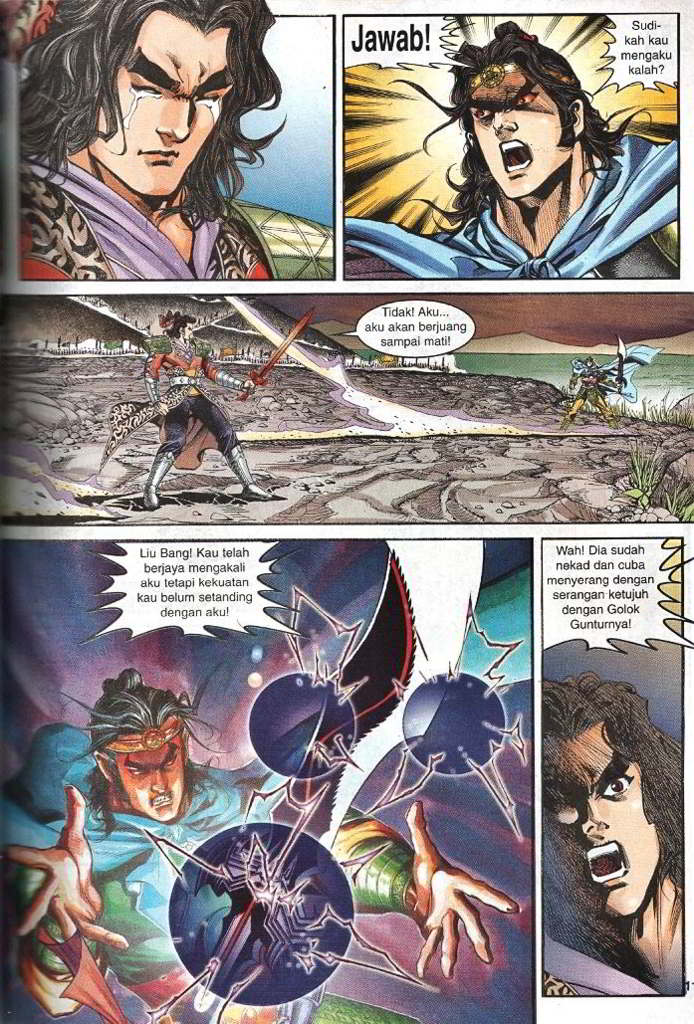 Jawab!
Sudi-
kah kau
mengaku
kalah?
Tidak! Aku...
aku akan berjuang
sampai mati!
Liu Bang! Kau telah
berjaya mengakali
aku tetapi kekuatan
kau belum setanding
dengan aku!
Wah! Dia sudah
nekad dan cuba
menyerang dengan
serangan ketujuh
dengan Golok
Gunturnya!